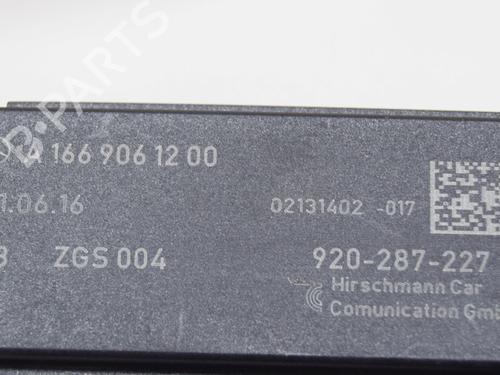 A 166 906 12 00
1.06.16
02131402 -017
ZGS 004
920-287-227
Hirschmann Car
Comunication Gm
B-PARTS